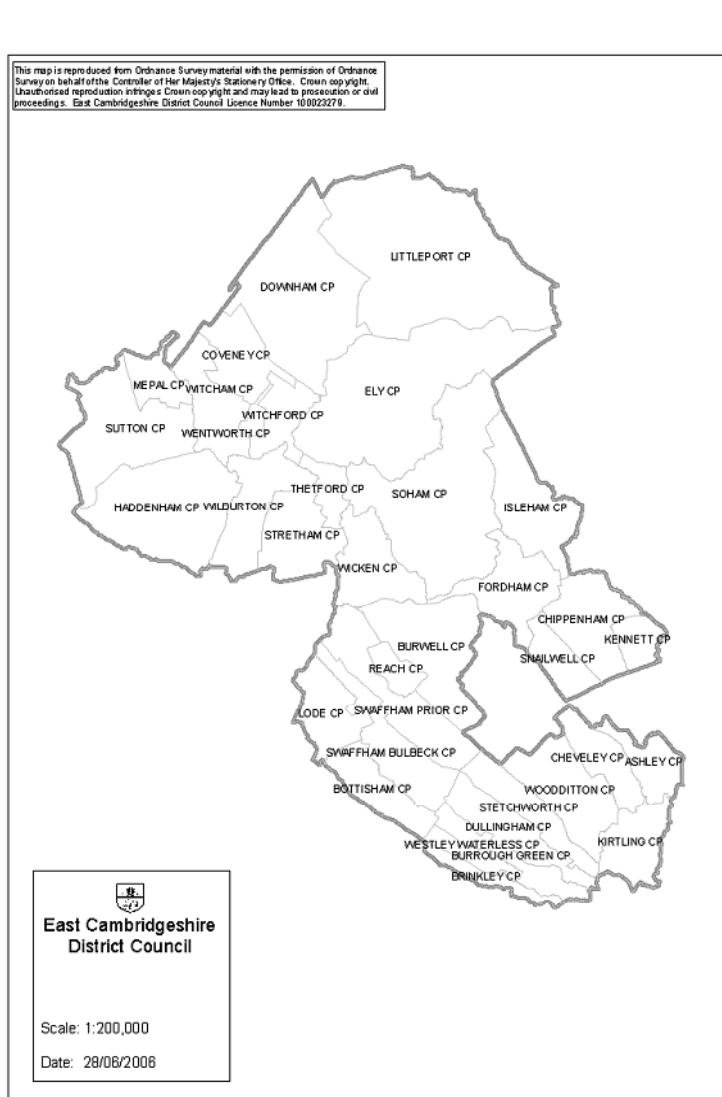 This map is reproduced from Ordnance Survey material with the permission of Ordnance
Survey on behalf of the Controller of Her Majesty's Stationery Office. Crown copyright.
Unauthorised reproduction infringes Crown copyright and may lead to prosecution or civil
proceedings. East Cambridgeshire District Council Licence Number 100023279.
LITTLEPORT CP
DOWNHAM CP
COVENEY CP
MEPAL CP
WITCHAM CP
ELY CP
WITCHFORD CP
SUTTON CP
WENTWORTH CP
THETFORD CP
SOHAM CP
HADDENHAM CP
WILBURTON CP
ISLEHAM CP
STRETHAM CP
WICKEN CP
FORDHAM CP
CHIPPENHAM CP
KENNETT CP
BURWELL CP
SNAILWELL CP
REACH CP
LODE CP
SWAFFHAM PRIOR CP
SWAFFHAM BULBECK CP
CHEVELEY CP
ASHLEY CP
BOTTISHAM CP
WOODDITTON CP
STETCHWORTH CP
DULLINGHAM CP
WESTLEY WATERLESS CP
KIRTLING CP
BURROUGH GREEN CP
BRINKLEY CP
East Cambridgeshire
District Council
Scale: 1:200,000
Date: 28/06/2006